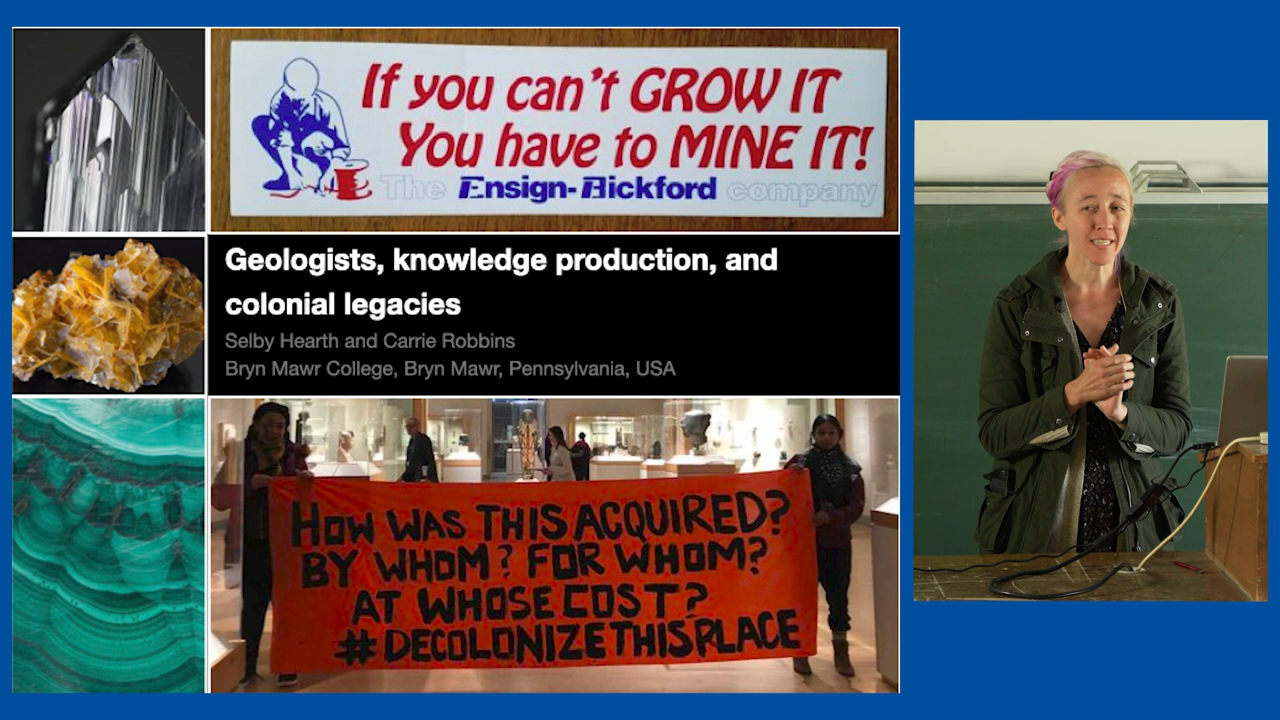 If you can't GROW IT
You have to MINE IT!
The Ensign-Bickford company
Geologists, knowledge production, and
colonial legacies
Selby Hearth and Carrie Robbins
Bryn Mawr College, Bryn Mawr, Pennsylvania, USA
HOW WAS THIS ACQUIRED?
BY WHOM? FOR WHOM?
AT WHOSE COST?
#DECOLONIZETHISPLACE